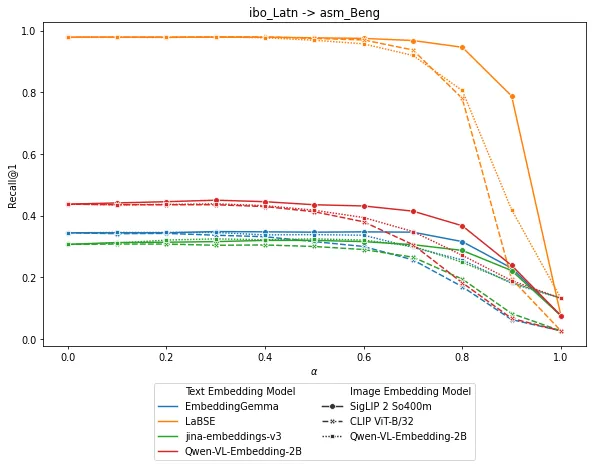 ibo_Latn -> asm_Beng
1.0
0.8
0.6
0.4
0.2
0.0
Recall@1
0.0 0.2 0.4 0.6 0.8 1.0
α
Text Embedding Model
EmbeddingGemma
LaBSE
jina-embeddings-v3
Qwen-VL-Embedding-2B
Image Embedding Model
SigLIP 2 So400m
CLIP ViT-B/32
Qwen-VL-Embedding-2B